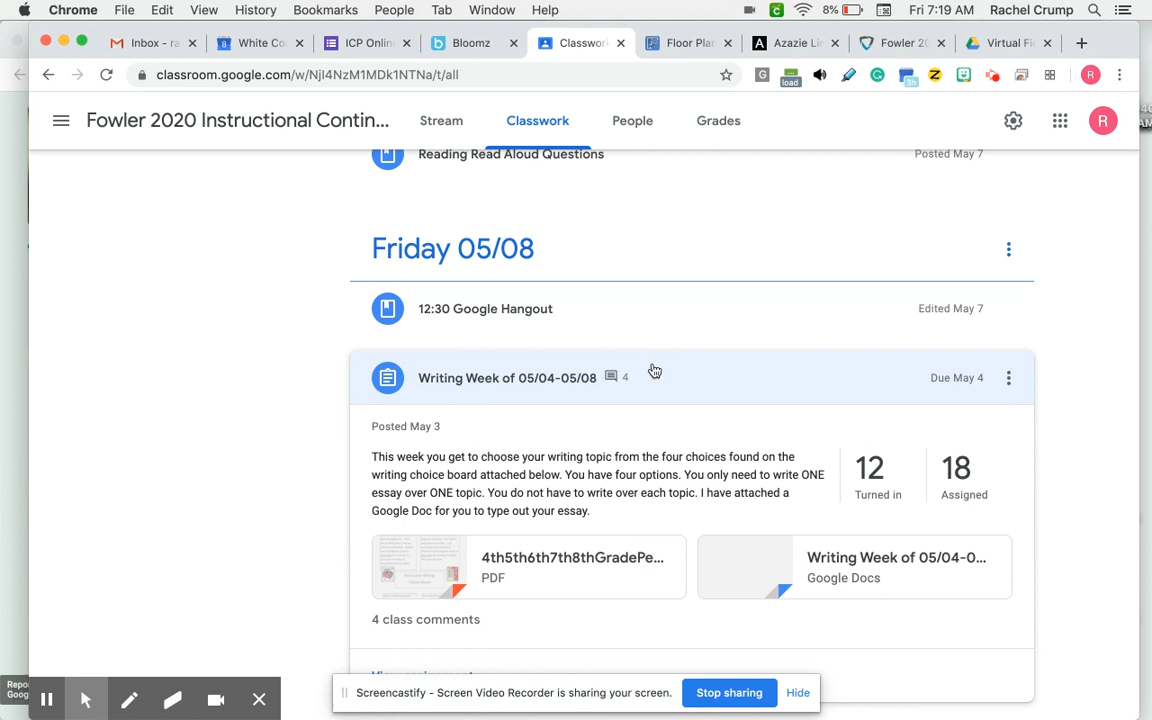 Chrome File Edit View History Bookmarks People Tab Window Help 8% Fri 7:19 AM Rachel Crump
Inbox - ra White Co ICP Onlin Bloomz Classwor Floor Plan Azazie Li Fowler 20 Virtual Fi
classroom.google.com/w/NjI4NzM1MDk1NTNa/t/all
load
9h
R
Fowler 2020 Instructional Contin... Stream Classwork People Grades R
Reading Read Aloud Questions Posted May 7
Friday 05/08
12:30 Google Hangout Edited May 7
Writing Week of 05/04-05/08 4 Due May 4
Posted May 3
This week you get to choose your writing topic from the four choices found on the
writing choice board attached below. You have four options. You only need to write ONE
essay over ONE topic. You do not have to write over each topic. I have attached a
Google Doc for you to type out your essay.
12 18
Turned in Assigned
4th5th6th7th8thGradePe... Writing Week of 05/04-0...
PDF Google Docs
4 class comments
Screencastify - Screen Video Recorder is sharing your screen. Stop sharing Hide